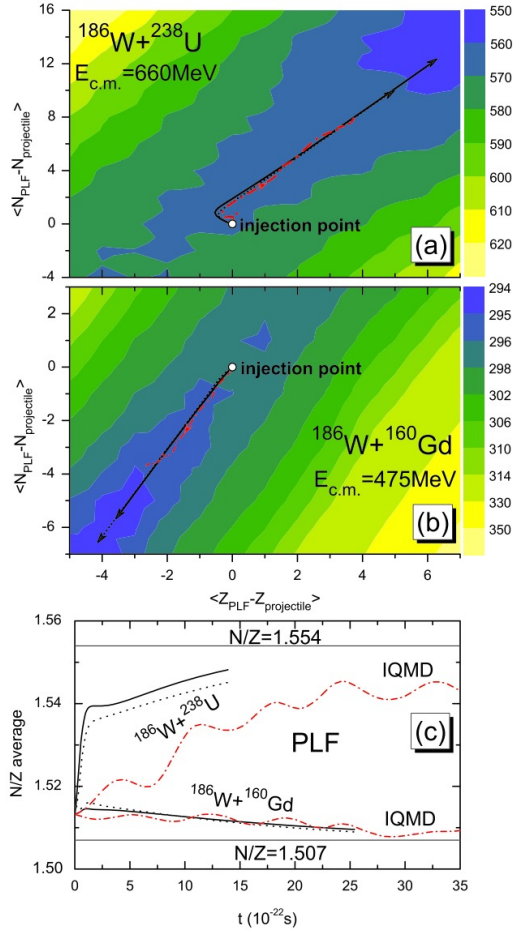 16
12
8
4
0
-4
<N_PLF-N_projectile>
¹⁸⁶W+²³⁸U
E_c.m.=660MeV
injection point
(a)
550
560
570
580
590
600
610
620
0
-2
-4
-6
<N_PLF-N_projectile>
injection point
¹⁸⁶W+¹⁶⁰Gd
E_c.m.=475MeV
(b)
294
296
298
302
306
310
314
330
350
-4 -2 0 2 4 6
<Z_PLF-Z_projectile>
1.56
1.54
1.52
1.50
N/Z average
N/Z=1.554
IQMD
¹⁸⁶W+²³⁸U
PLF
(c)
¹⁸⁶W+¹⁶⁰Gd
IQMD
N/Z=1.507
0 5 10 15 20 25 30 35
t (10⁻²²s)